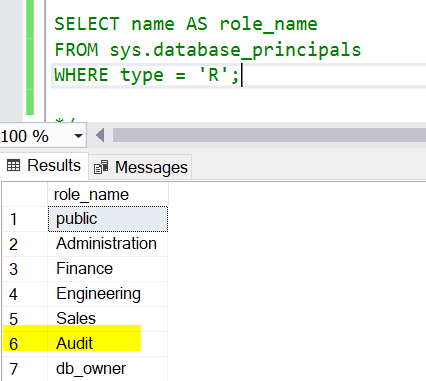 SELECT name AS role_name
FROM sys.database_principals
WHERE type = 'R';
*/
100 %
Results Messages
role_name
1 public
2 Administration
3 Finance
4 Engineering
5 Sales
6 Audit
7 db_owner